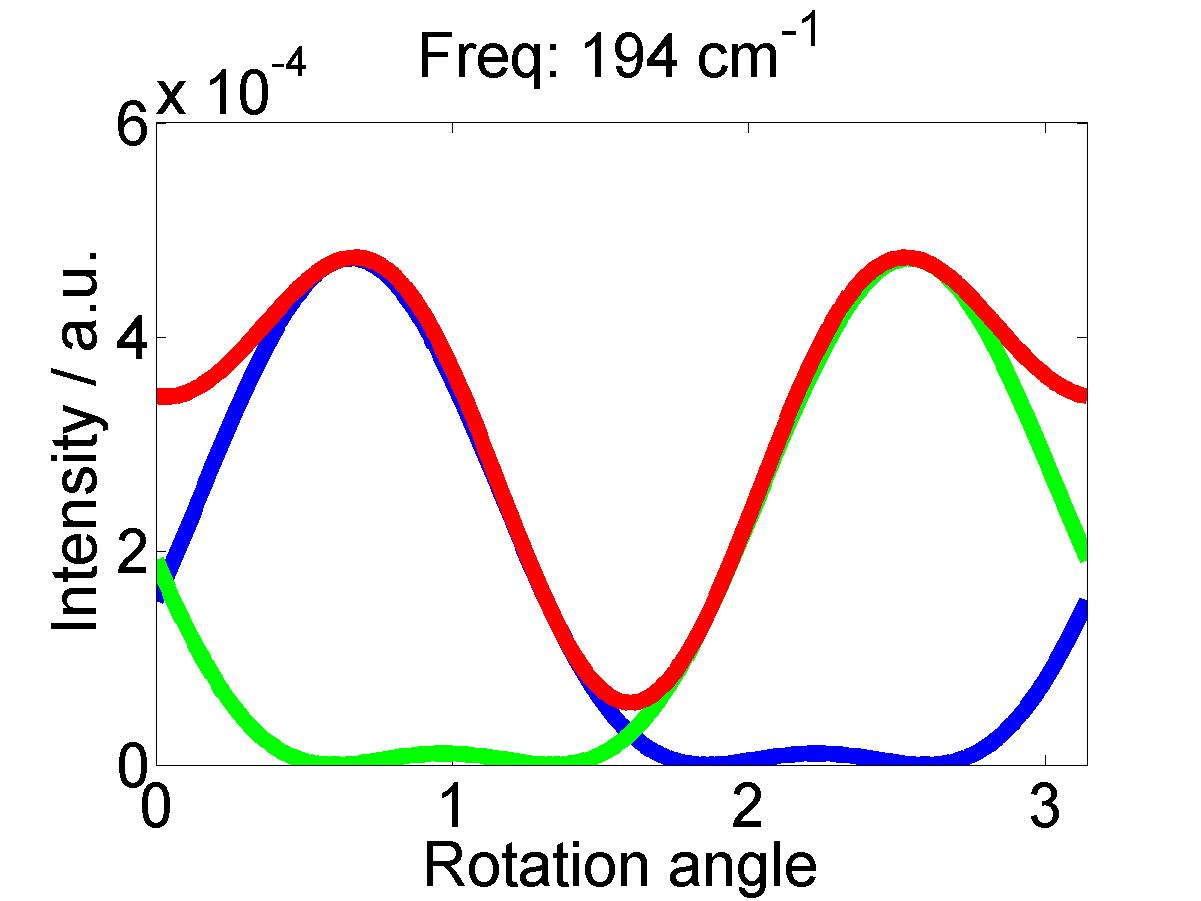 Freq: 194 cm⁻¹
x 10⁻⁴
6
4
2
0
Intensity / a.u.
0 1 2 3
Rotation angle